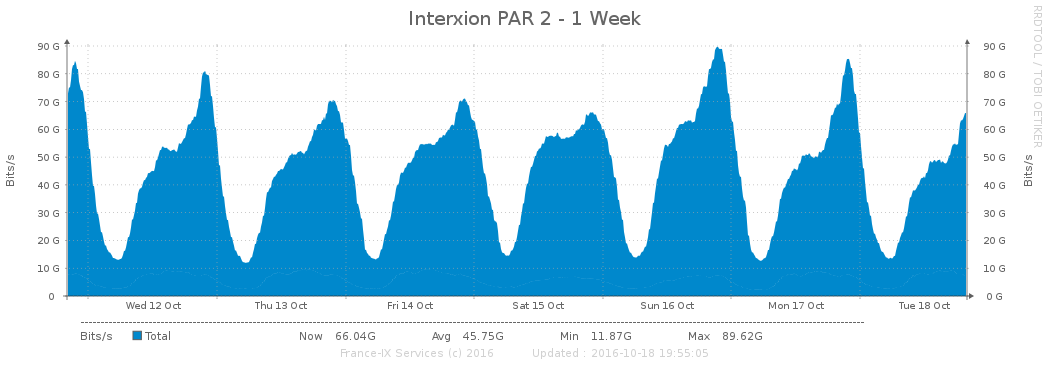 Interxion PAR 2 - 1 Week
RRDTOOL / TOBI OETIKER
90 G 90 G
80 G 80 G
70 G 70 G
60 G 60 G
50 G 50 G
40 G 40 G
30 G 30 G
20 G 20 G
10 G 10 G
0 0 G
Bits/s
Bits/s
Wed 12 Oct Thu 13 Oct Fri 14 Oct Sat 15 Oct Sun 16 Oct Mon 17 Oct Tue 18 Oct
Bits/s Total Now 66.04G Avg 45.75G Min 11.87G Max 89.62G
France-IX Services (c) 2016 Updated : 2016-10-18 19:55:05